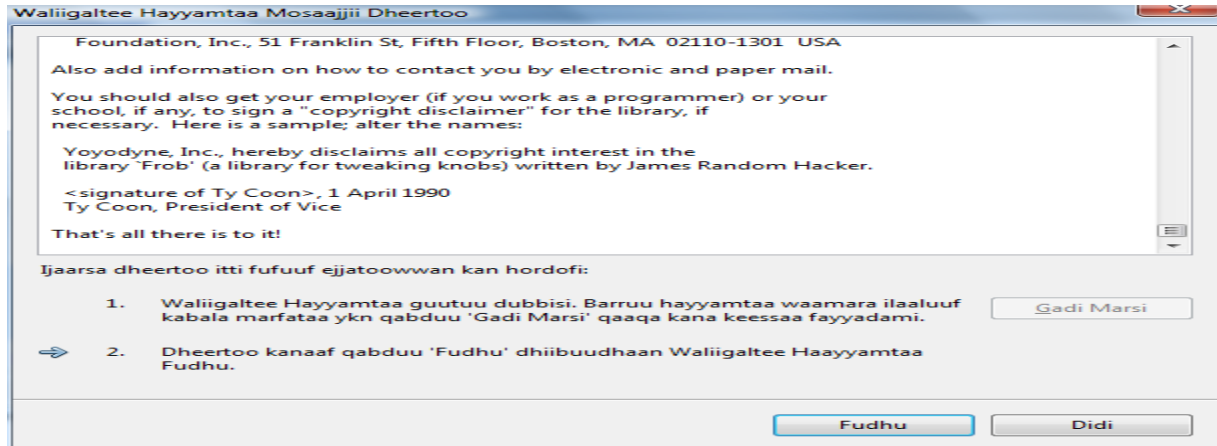 Waliigaltee Hayyamtaa Mosaajjii Dheertoo
Foundation, Inc., 51 Franklin St, Fifth Floor, Boston, MA 02110-1301 USA
Also add information on how to contact you by electronic and paper mail.
You should also get your employer (if you work as a programmer) or your
school, if any, to sign a "copyright disclaimer" for the library, if
necessary. Here is a sample; alter the names:
Yoyodyne, Inc., hereby disclaims all copyright interest in the
library `Frob' (a library for tweaking knobs) written by James Random Hacker.
<signature of Ty Coon>, 1 April 1990
Ty Coon, President of Vice
That's all there is to it!
Ijaarsa dheertoo itti fufuuf ejjatoowwan kan hordofi:
1. Waliigaltee Hayyamtaa guutuu dubbisi. Barruu hayyamtaa waamara ilaaluuf
kabala marfataa ykn qabduu 'Gadi Marsi' qaaqa kana keessaa fayyadami.
Gadi Marsi
2. Dheertoo kanaaf qabduu 'Fudhu' dhiibuudhaan Waliigaltee Haayyamtaa
Fudhu.
Fudhu Didi